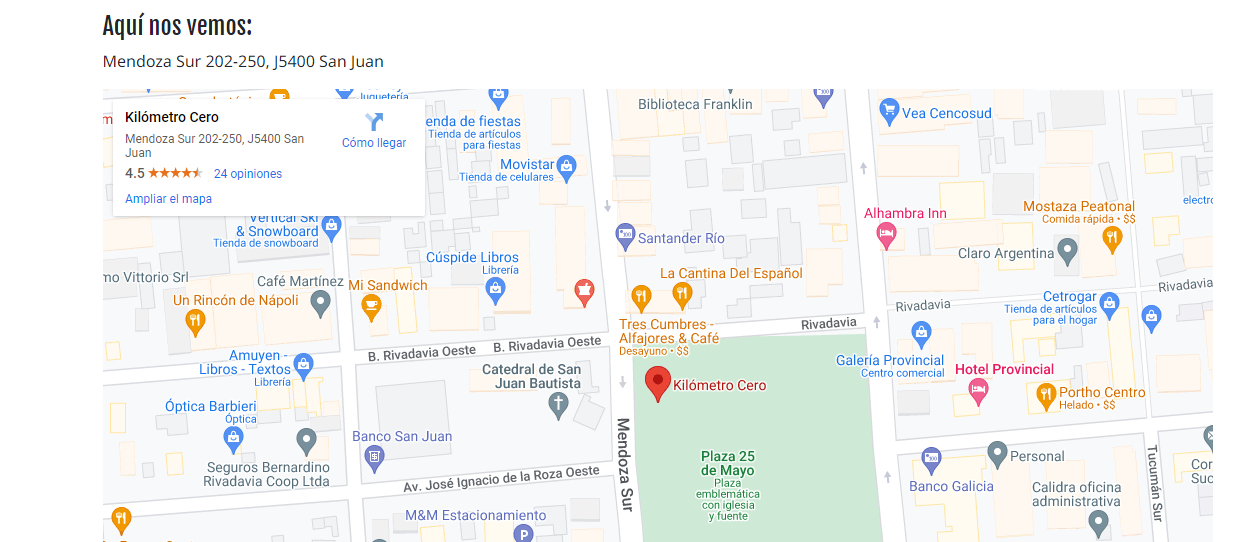 Aquí nos vemos:
Mendoza Sur 202-250, J5400 San Juan
Kilómetro Cero
Mendoza Sur 202-250, J5400 San
Juan
4.5
24 opiniones
Ampliar el mapa
Cómo llegar
Juguetería
enda de fiestas
Tienda de artículos
para fiestas
Biblioteca Franklin
Vea Cencosud
Movistar
Tienda de celulares
Vertical Ski
& Snowboard
Tienda de snowboard
Alhambra Inn
Mostaza Peatonal
Comida rápida • $$
electro
Santander Río
Claro Argentina
Cúspide Libros
Librería
mo Vittorio Srl
Café Martínez
La Cantina Del Español
Mi Sandwich
Un Rincón de Nápoli
Rivadavia
Rivadavia
Cetrogar
Tienda de artículos
para el hogar
Tres Cumbres -
Alfajores & Café
Desayuno • $$
Rivadavia
B. Rivadavia Oeste
B. Rivadavia Oeste
Amuyen -
Libros - Textos
Librería
Catedral de San
Juan Bautista
Galería Provincial
Centro comercial
Hotel Provincial
Kilómetro Cero
Portho Centro
Helado • $$
Óptica Barbieri
Óptica
Banco San Juan
Mendoza Sur
Seguros Bernardino
Rivadavia Coop Ltda
Plaza 25
de Mayo
Plaza
emblemática
con iglesia
y fuente
Personal
Banco Galicia
Calidra oficina
administrativa
Tucumán Sur
Cor
Suc
Av. José Ignacio de la Roza Oeste
M&M Estacionamiento
P